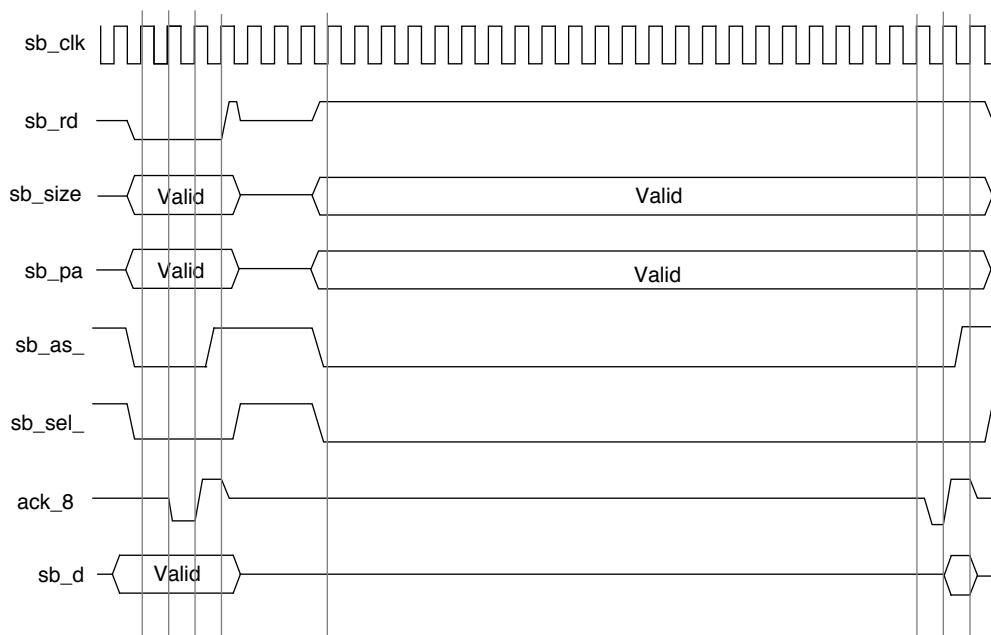 sb_clk
sb_rd
sb_size
Valid
Valid
sb_pa
Valid
Valid
sb_as_
sb_sel_
ack_8
sb_d
Valid